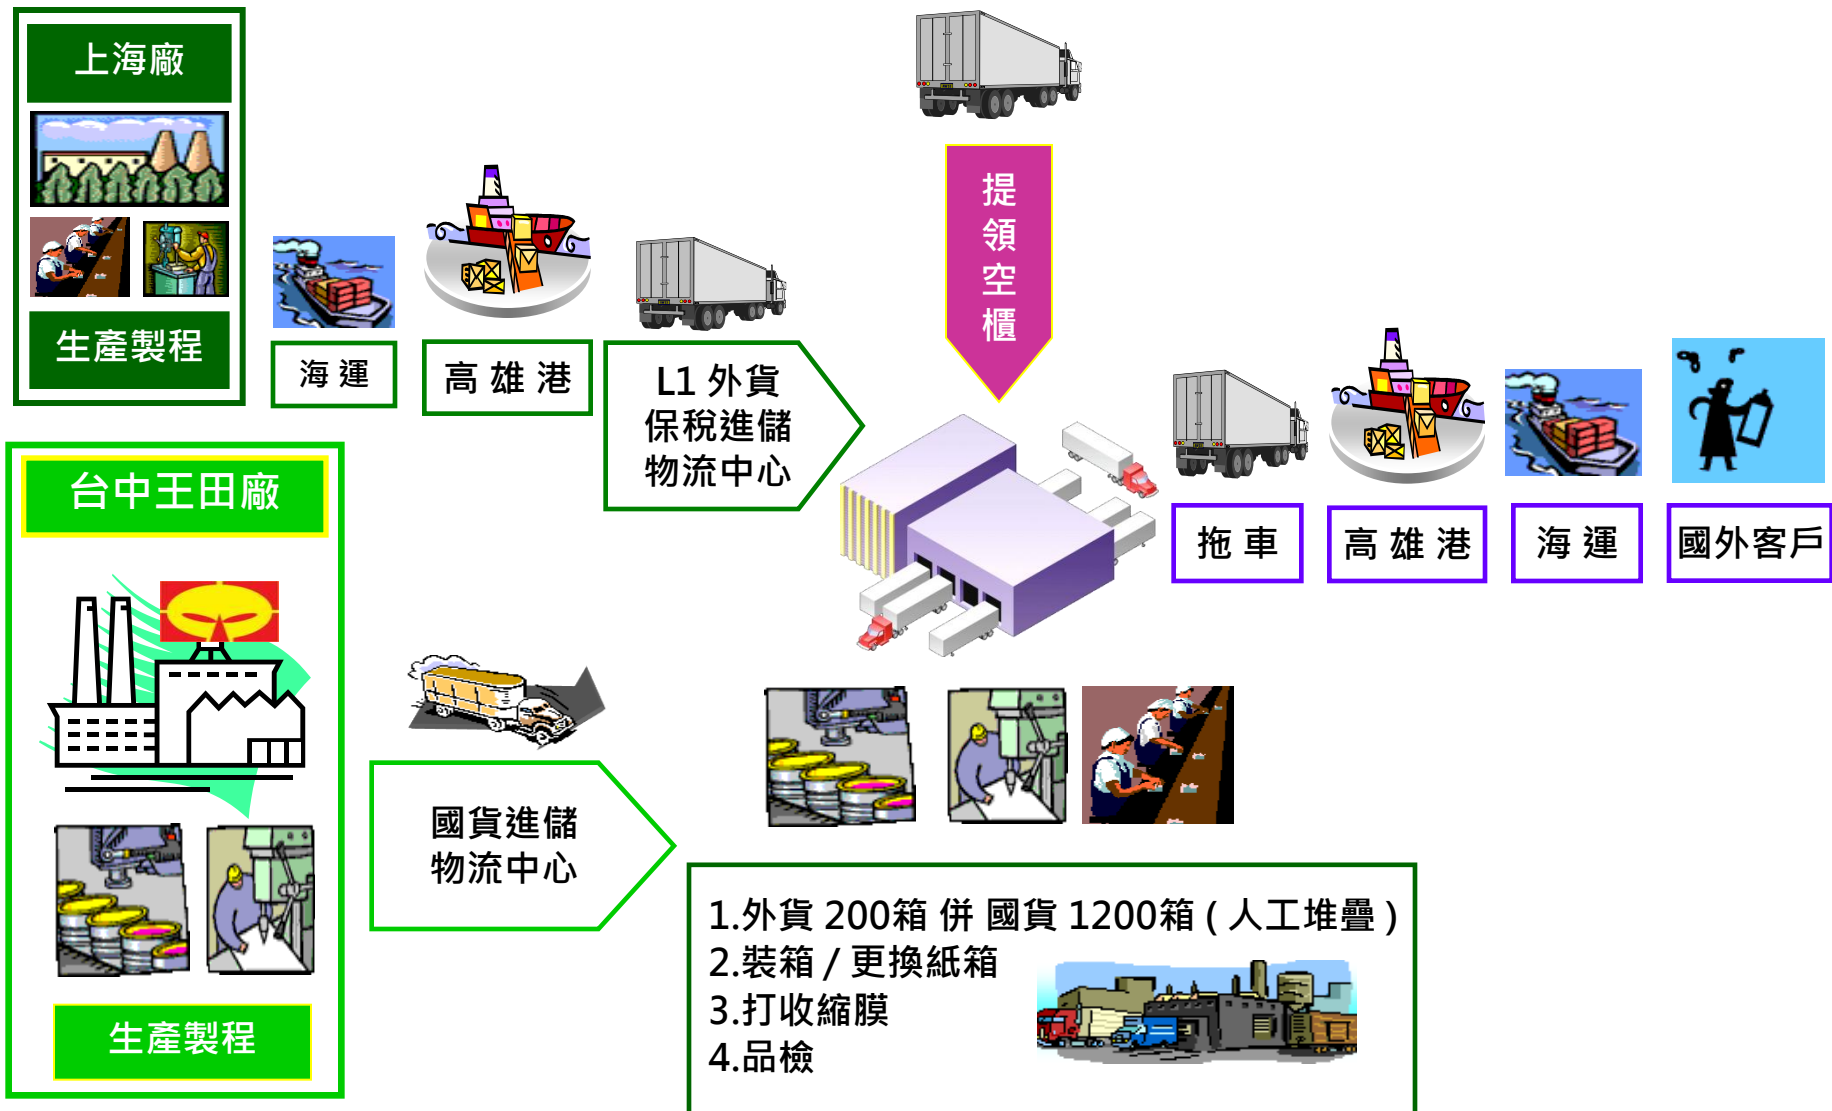 上海廠
生產製程
海 運
高 雄 港
L1 外貨
保稅進儲
物流中心
提
領
空
櫃
拖 車
高 雄 港
海 運
國外客戶
台中王田廠
生產製程
國貨進儲
物流中心
1.外貨 200箱 併 國貨 1200箱 ( 人工堆疊 )
2.裝箱 / 更換紙箱
3.打收縮膜
4.品檢